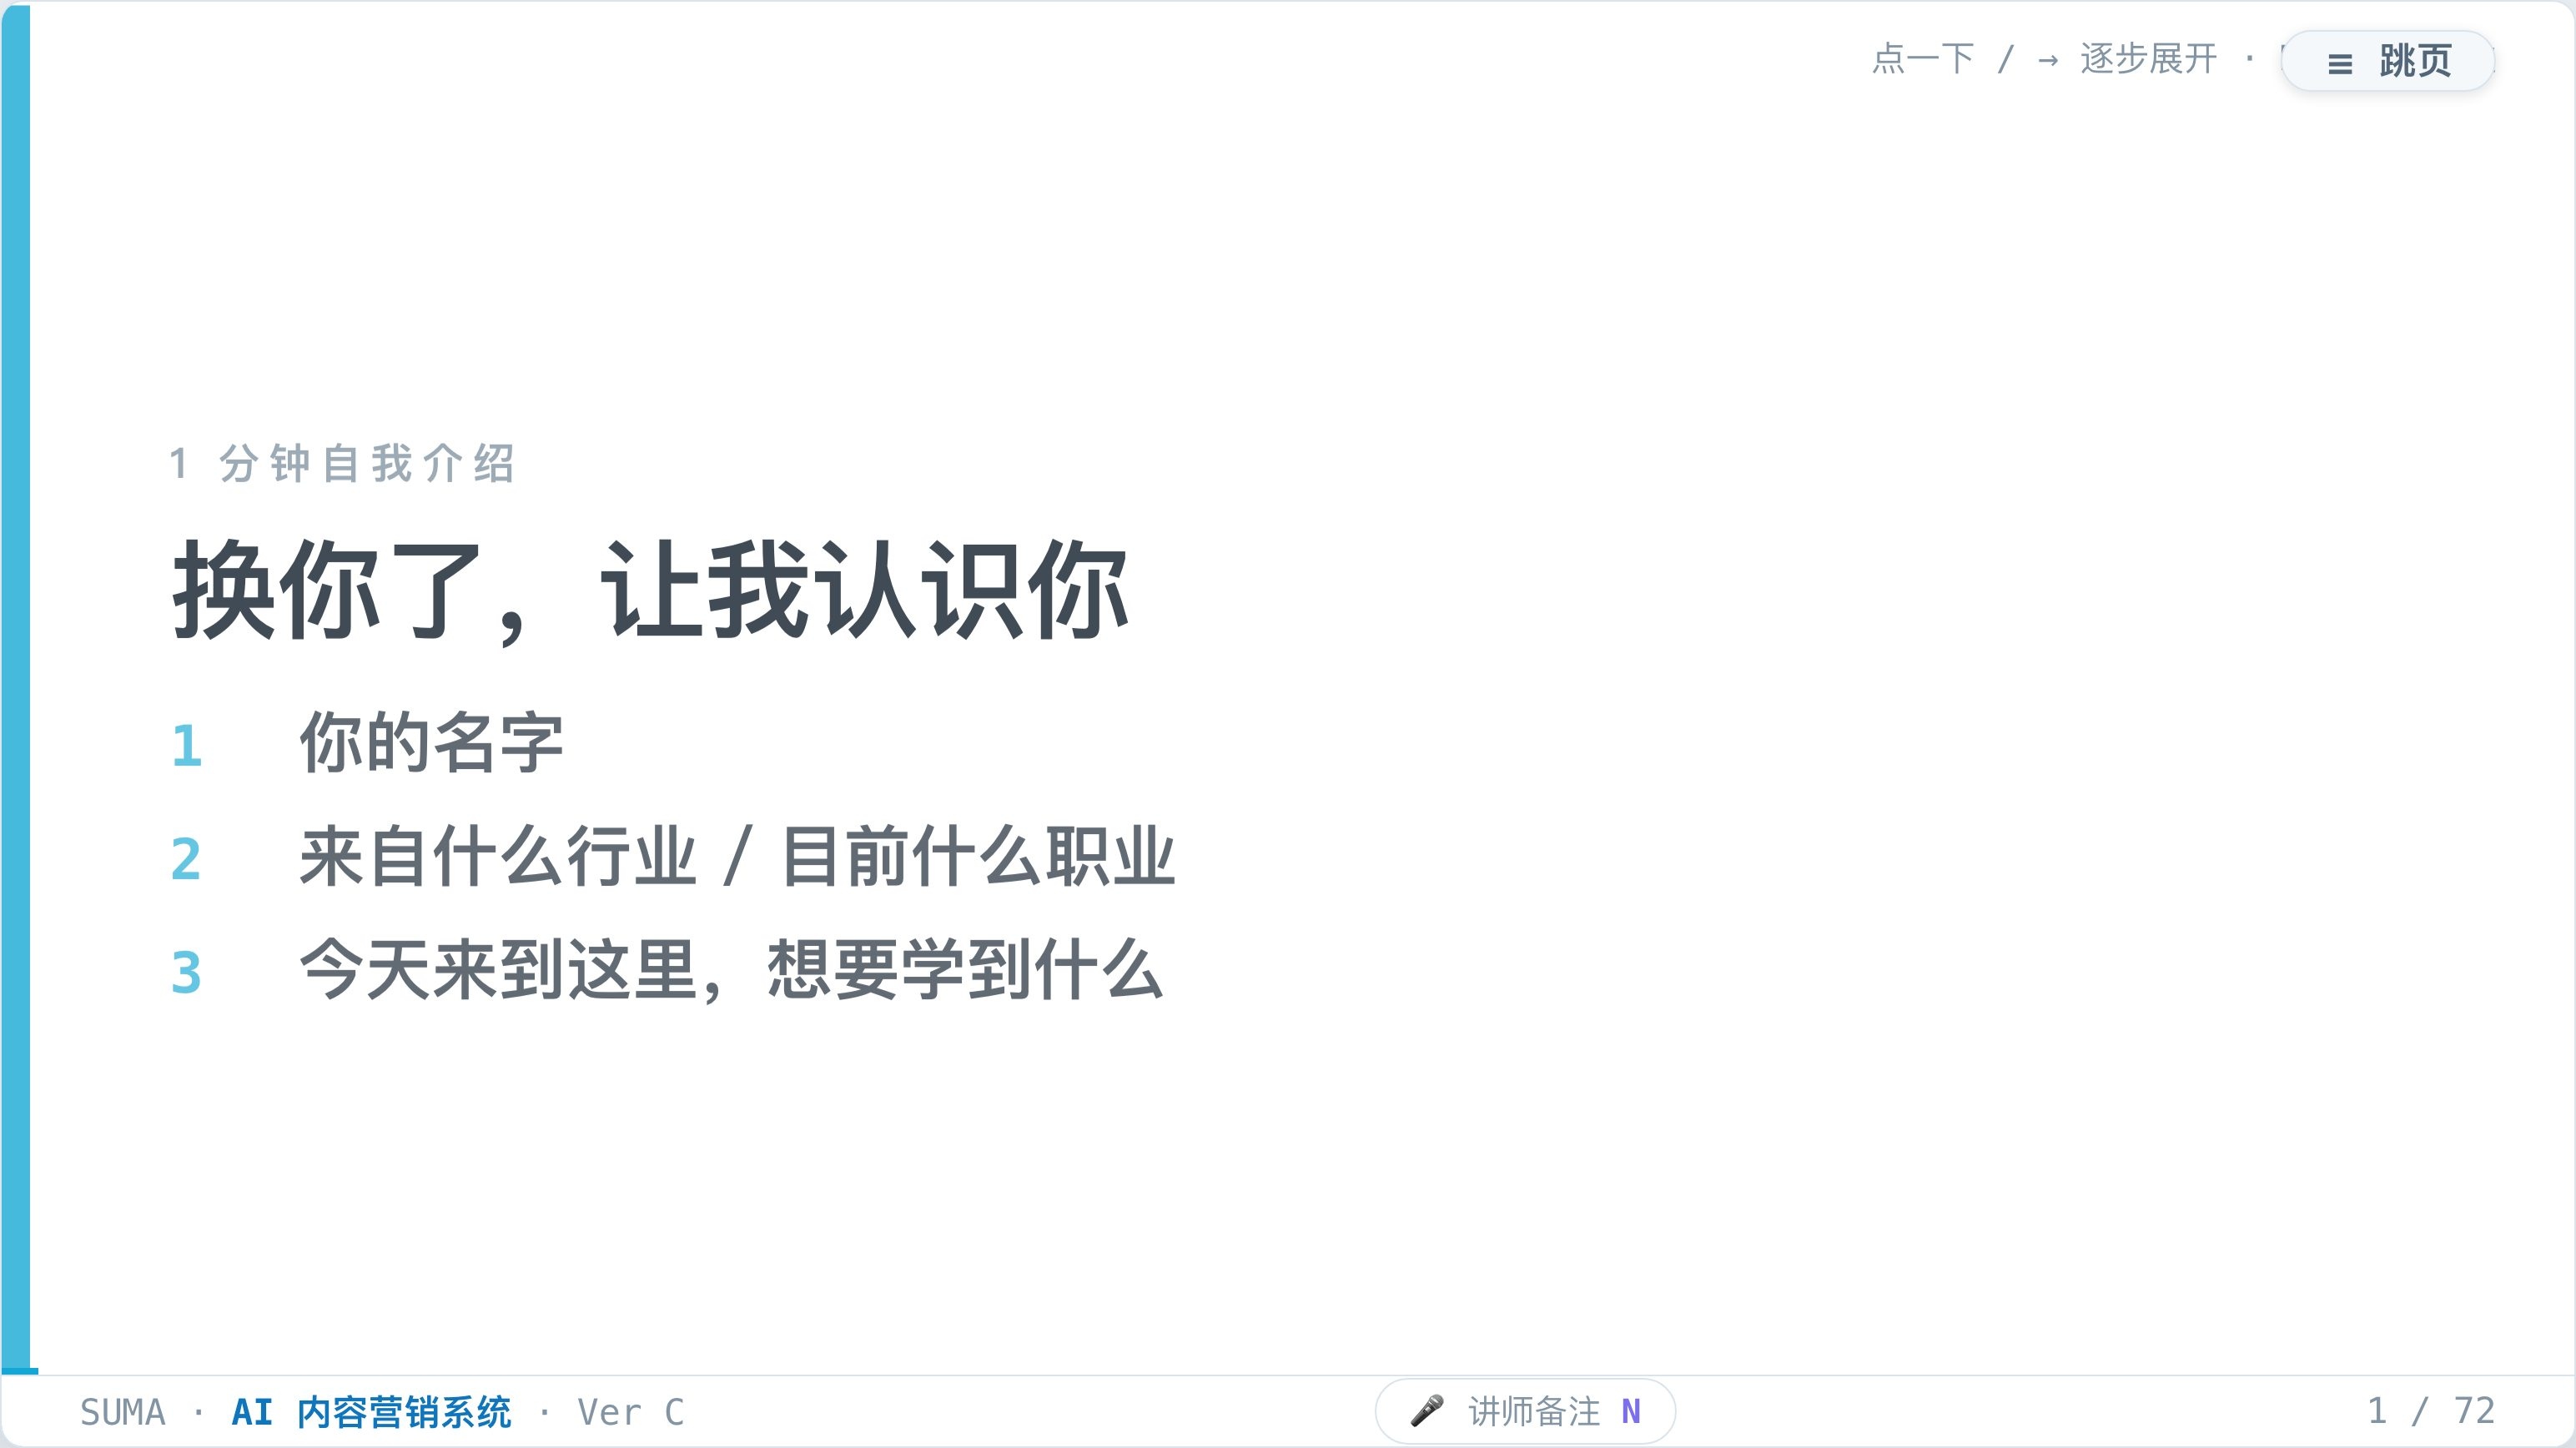 点一下 / → 逐步展开 ·
≡ 跳页
1 分钟自我介绍
换你了，让我认识你
1 你的名字
2 来自什么行业 / 目前什么职业
3 今天来到这里，想要学到什么
SUMA · AI 内容营销系统 · Ver C
🎤 讲师备注 N
1 / 72